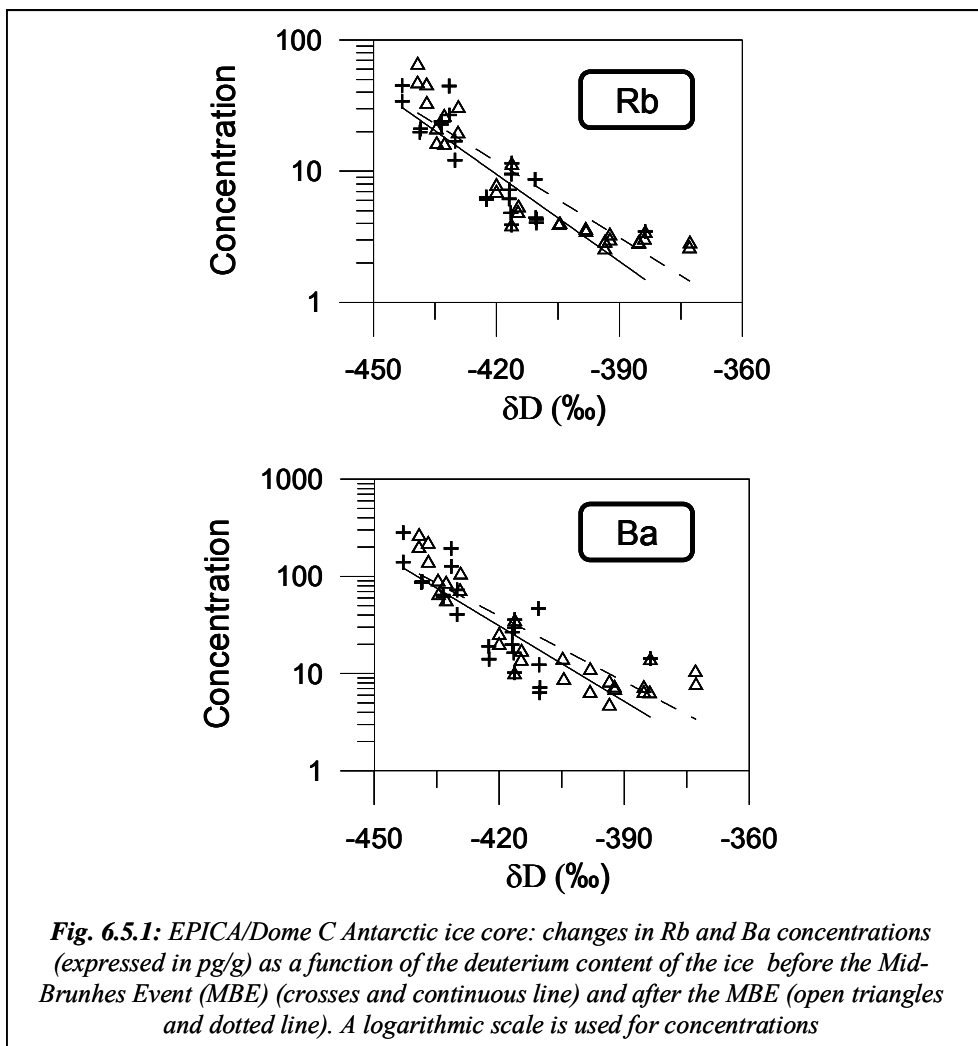 100
10
1
Concentration
Rb
-450 -420 -390 -360
δD (‰)
1000
100
10
1
Concentration
Ba
-450 -420 -390 -360
δD (‰)
Fig. 6.5.1: EPICA/Dome C Antarctic ice core: changes in Rb and Ba concentrations
(expressed in pg/g) as a function of the deuterium content of the ice before the Mid-
Brunhes Event (MBE) (crosses and continuous line) and after the MBE (open triangles
and dotted line). A logarithmic scale is used for concentrations